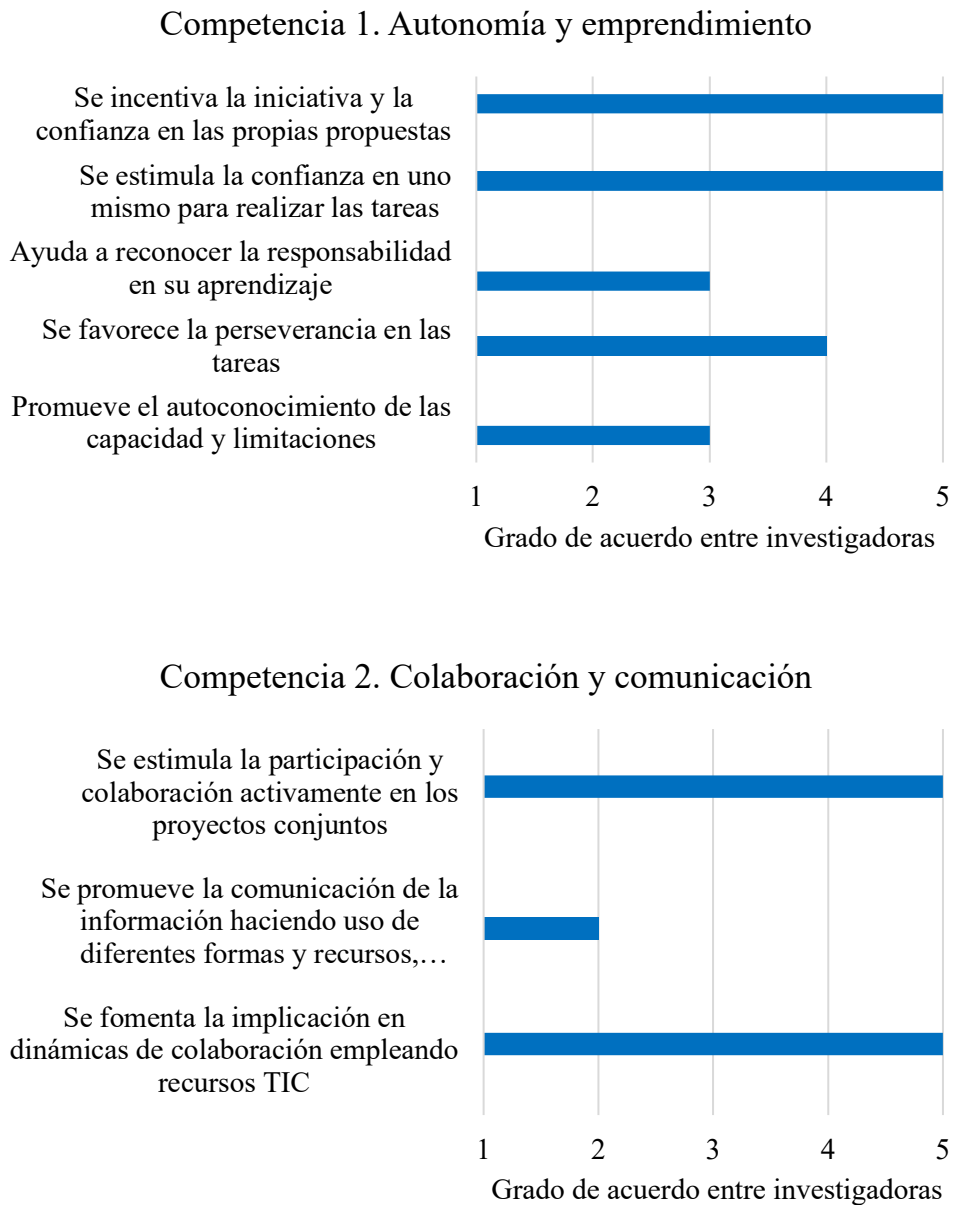 Competencia 1. Autonomía y emprendimiento
Se incentiva la iniciativa y la
confianza en las propias propuestas
Se estimula la confianza en uno
mismo para realizar las tareas
Ayuda a reconocer la responsabilidad
en su aprendizaje
Se favorece la perseverancia en las
tareas
Promueve el autoconocimiento de las
capacidad y limitaciones
1 2 3 4 5
Grado de acuerdo entre investigadoras
Competencia 2. Colaboración y comunicación
Se estimula la participación y
colaboración activamente en los
proyectos conjuntos
Se promueve la comunicación de la
información haciendo uso de
diferentes formas y recursos,…
Se fomenta la implicación en
dinámicas de colaboración empleando
recursos TIC
1 2 3 4 5
Grado de acuerdo entre investigadoras